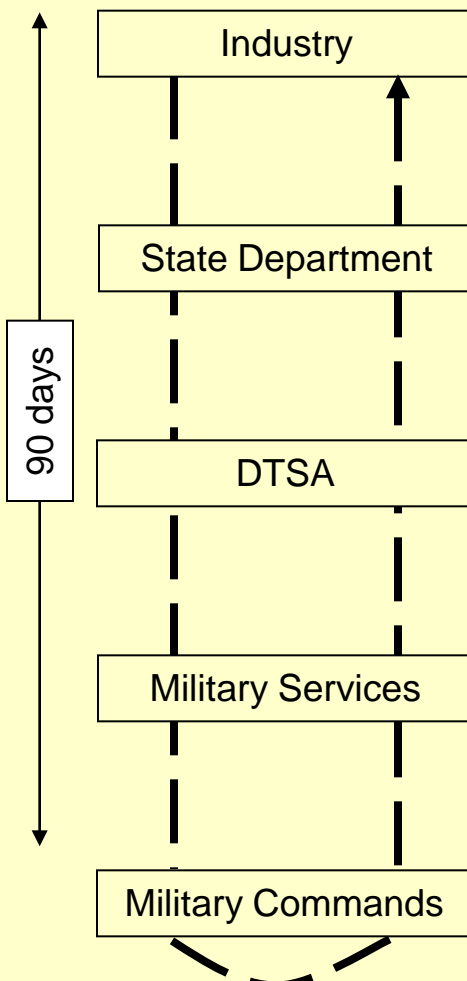 Industry
State Department
90 days
DTSA
Military Services
Military Commands